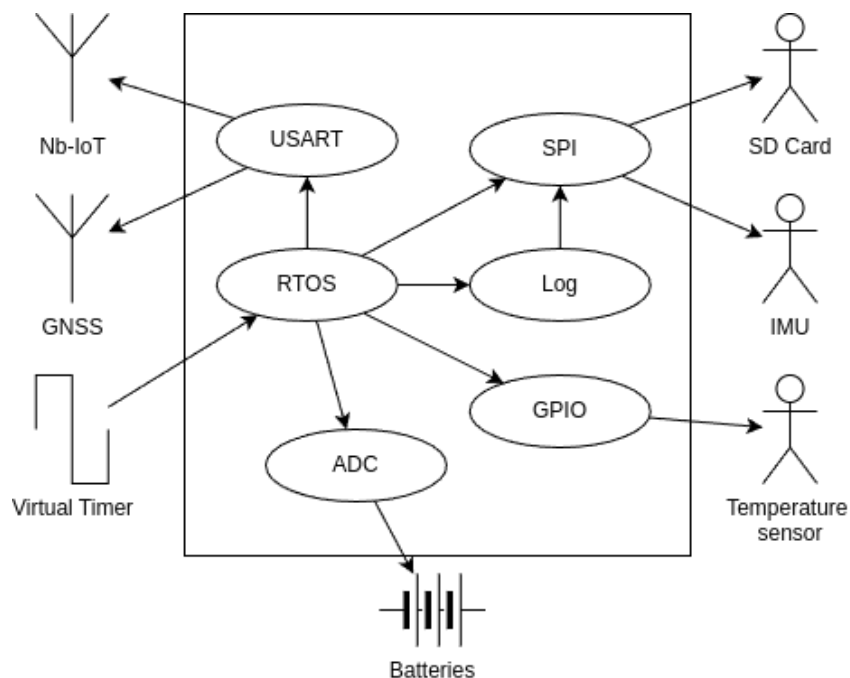 Nb-IoT
USART
SPI
SD Card
GNSS
RTOS
Log
IMU
Virtual Timer
ADC
GPIO
Temperature
sensor
Batteries